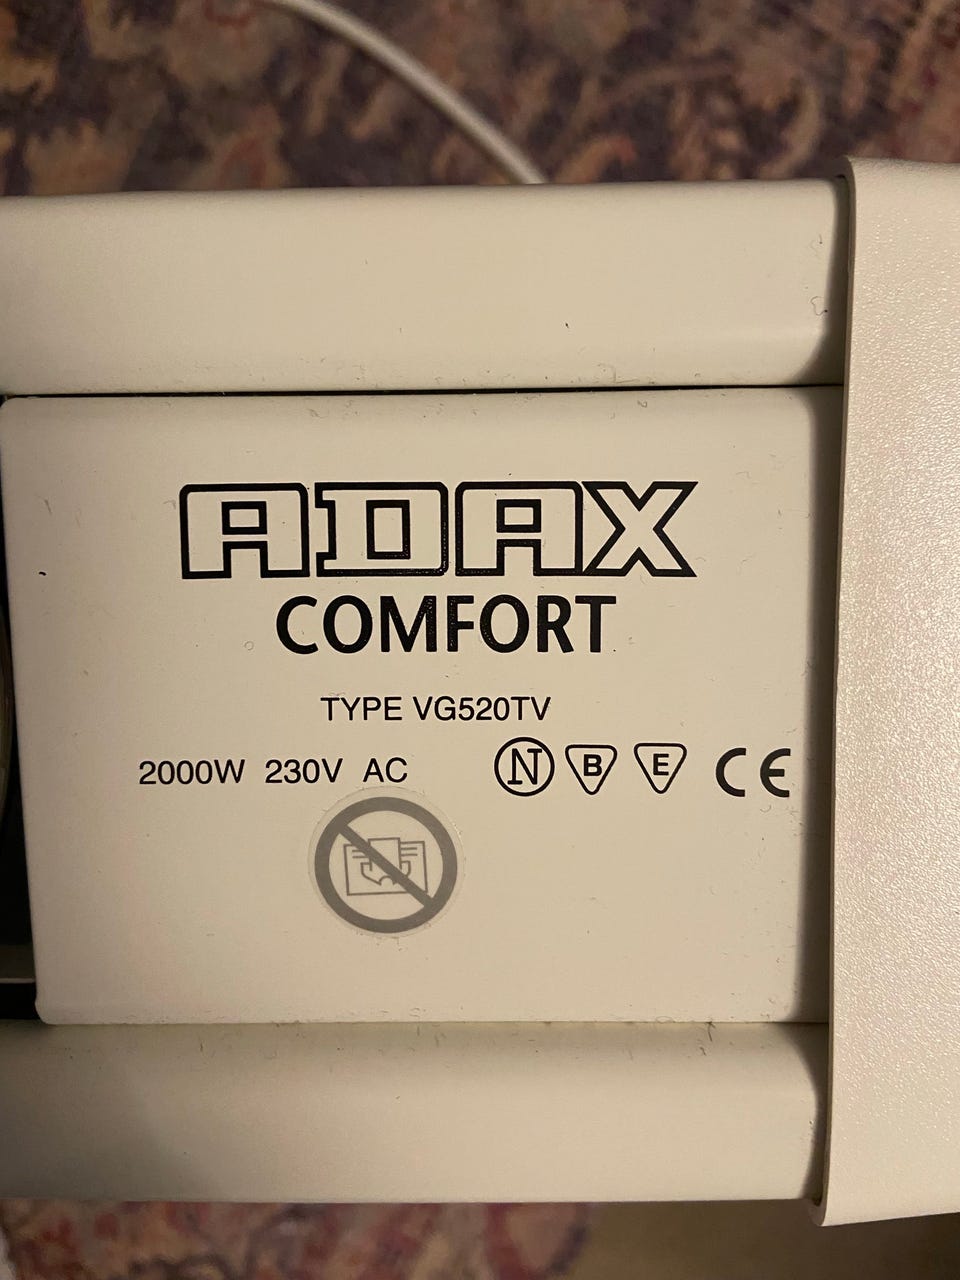 ADAX
COMFORT
TYPE VG520TV
2000W 230V AC N B E CE